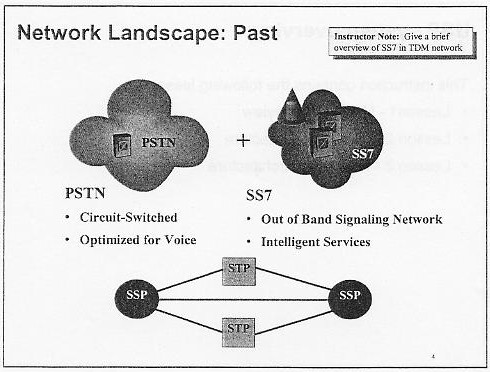 Network Landscape: Past
Instructor Note: Give a brief
overview of SS7 in TDM network
PSTN
+
SS7
PSTN
• Circuit-Switched
• Optimized for Voice
SS7
• Out of Band Signaling Network
• Intelligent Services
STP
SSP
SSP
STP
4